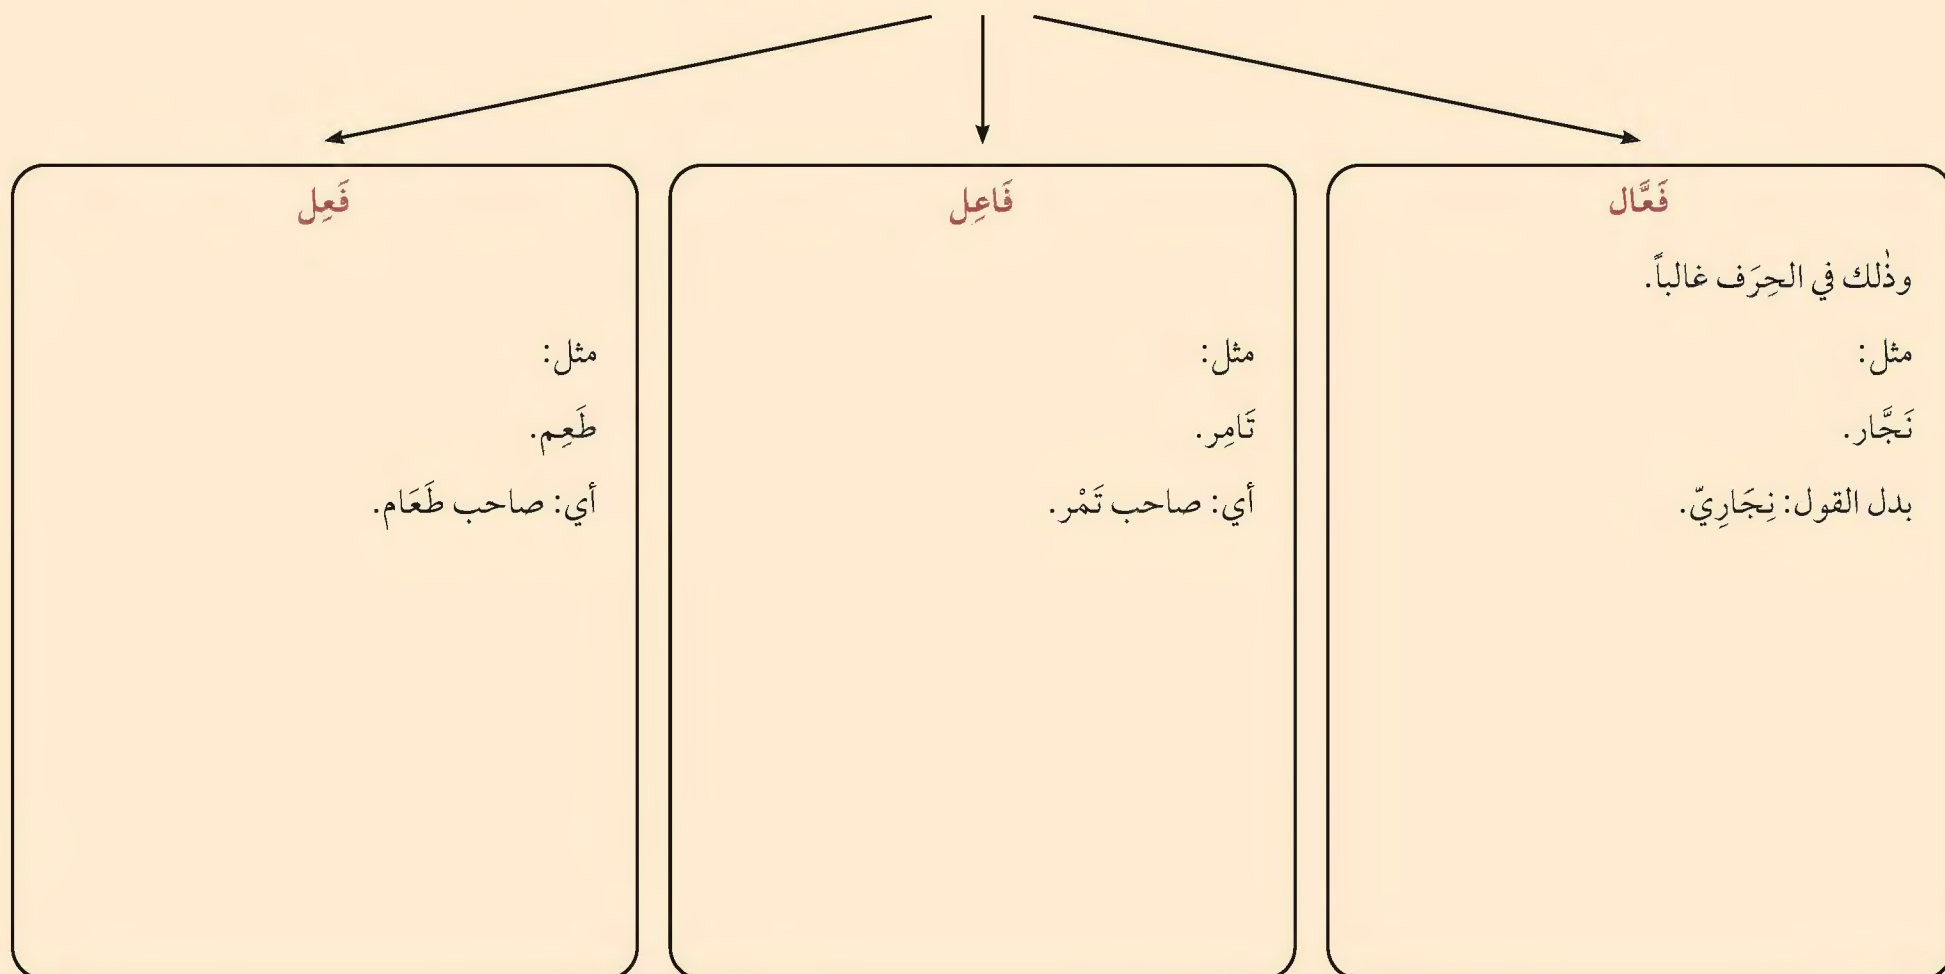 فَعَّال
وذٰلك في الحِرَف غالباً.
مثل:
نَجَّار.
بدل القول: نِجَارِيّ.
فَاعِل
مثل:
تَامِر.
أي: صاحب تَمْر.
فَعِل
مثل:
طَعِم.
أي: صاحب طَعَام.